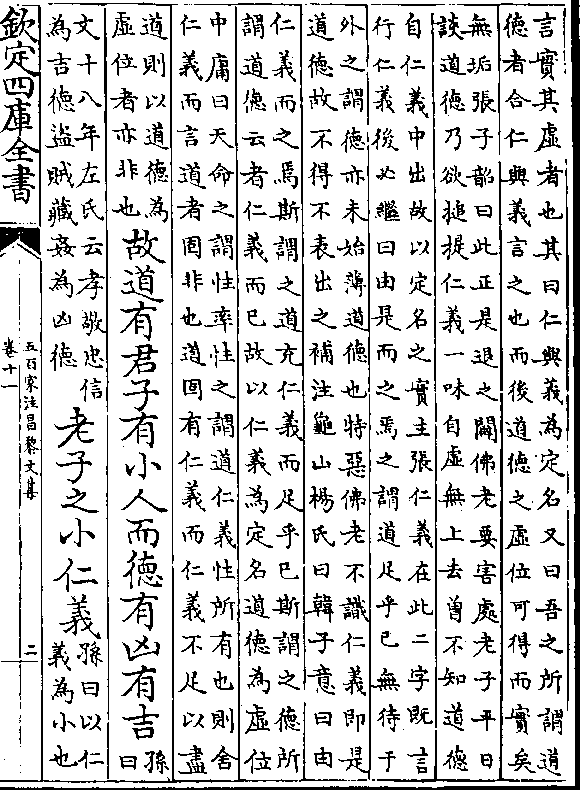 言實其虛者也其曰仁與義為定名又曰吾之所謂道
德者合仁與義言之也而後道德之虛位可得而實矣
無垢張子韶曰此正是退之闢佛老要害處老子平日
談道德乃欲搥提仁義一味自虛無上去曾不知道德
自仁義中出故以定名之實主張仁義在此二字既言
行仁義後必繼曰由是而之焉之謂道足乎已無待于
外之謂德亦未始薄道德也特惡佛老不識仁義即是
道德故不得不表出之補注龜山楊氏曰韓子意曰由
仁義而之焉斯謂之道充仁義而足乎已斯謂之德所
謂道德云者仁義而已故以仁義為定名道德為虛位
中庸曰天命之謂性率性之謂道仁義性所有也則舍
仁義而言道者固非也道固有仁義而仁義不足以盡
道則以道德為
虛位者亦非也
故道有君子有小人而德有凶有吉
孫曰
文十八年左氏云孝敬忠信
為吉德盜賊藏姦為凶德
老子之小仁義
孫曰以仁
義為小也
欽定四庫全書
五百家注昌黎文集
卷十一
二